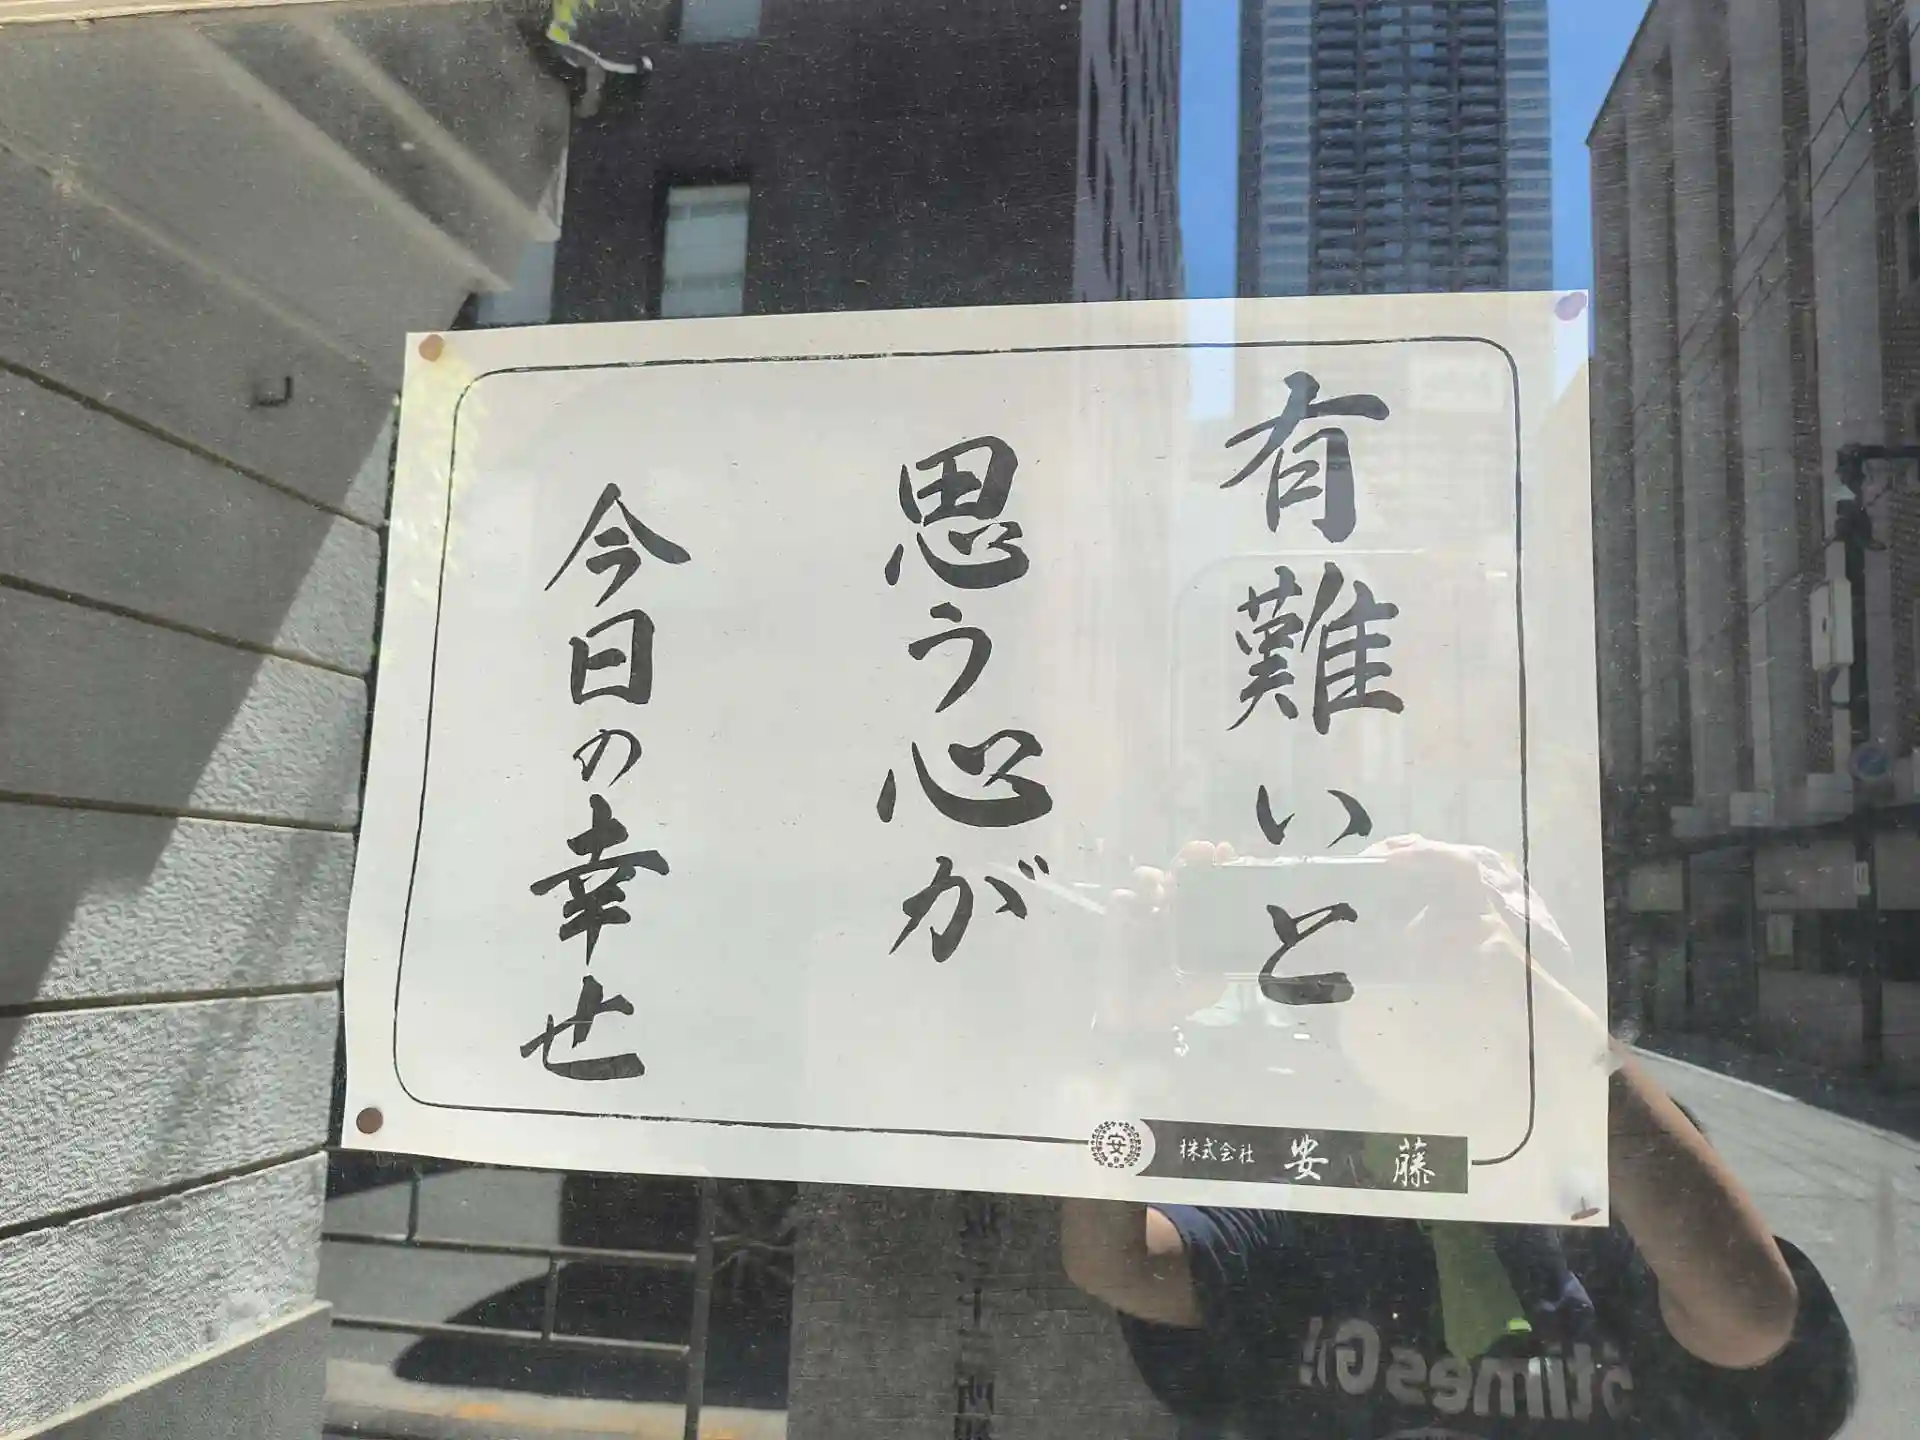 有難いと
思う心が
今日の幸せ
安
株式会社 安藤